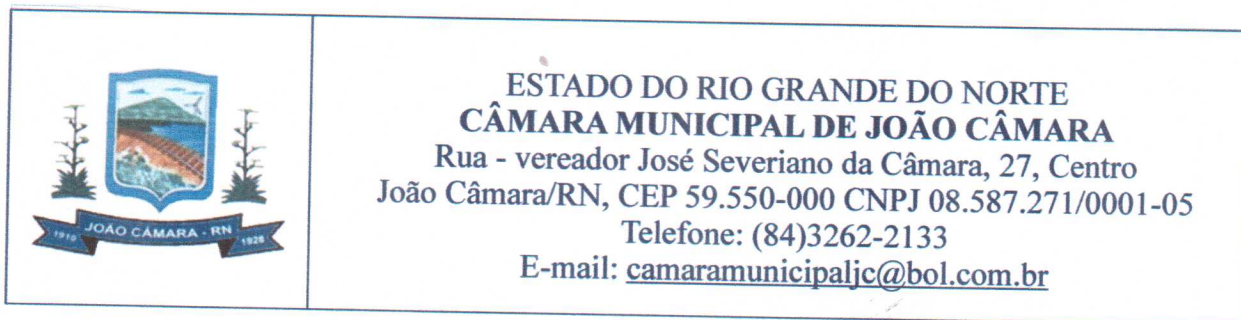 ESTADO DO RIO GRANDE DO NORTE
CÂMARA MUNICIPAL DE JOÃO CÂMARA
Rua - vereador José Severiano da Câmara, 27, Centro
João Câmara/RN, CEP 59.550-000 CNPJ 08.587.271/0001-05
Telefone: (84)3262-2133
E-mail: camaramunicipaljc@bol.com.br
1910 JOÃO CÂMARA - RN 1928